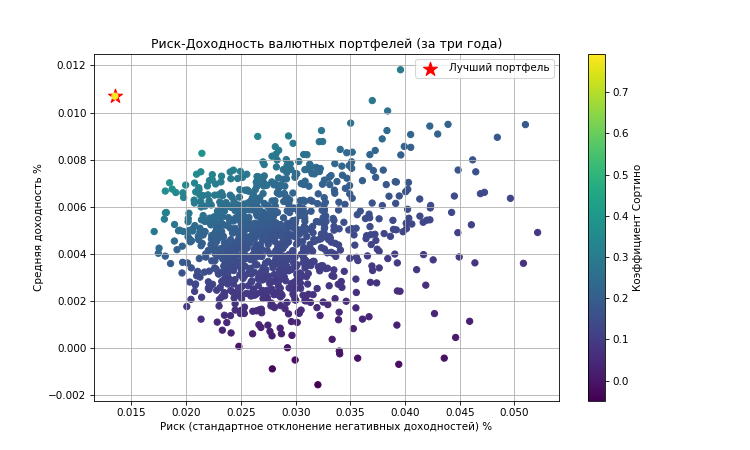 Риск-Доходность валютных портфелей (за три года)
Лучший портфель
Средняя доходность %
0.012
0.010
0.008
0.006
0.004
0.002
0.000
−0.002
0.015 0.020 0.025 0.030 0.035 0.040 0.045 0.050
Риск (стандартное отклонение негативных доходностей) %
0.7
0.6
0.5
0.4
0.3
0.2
0.1
0.0
Коэффициент Сортино